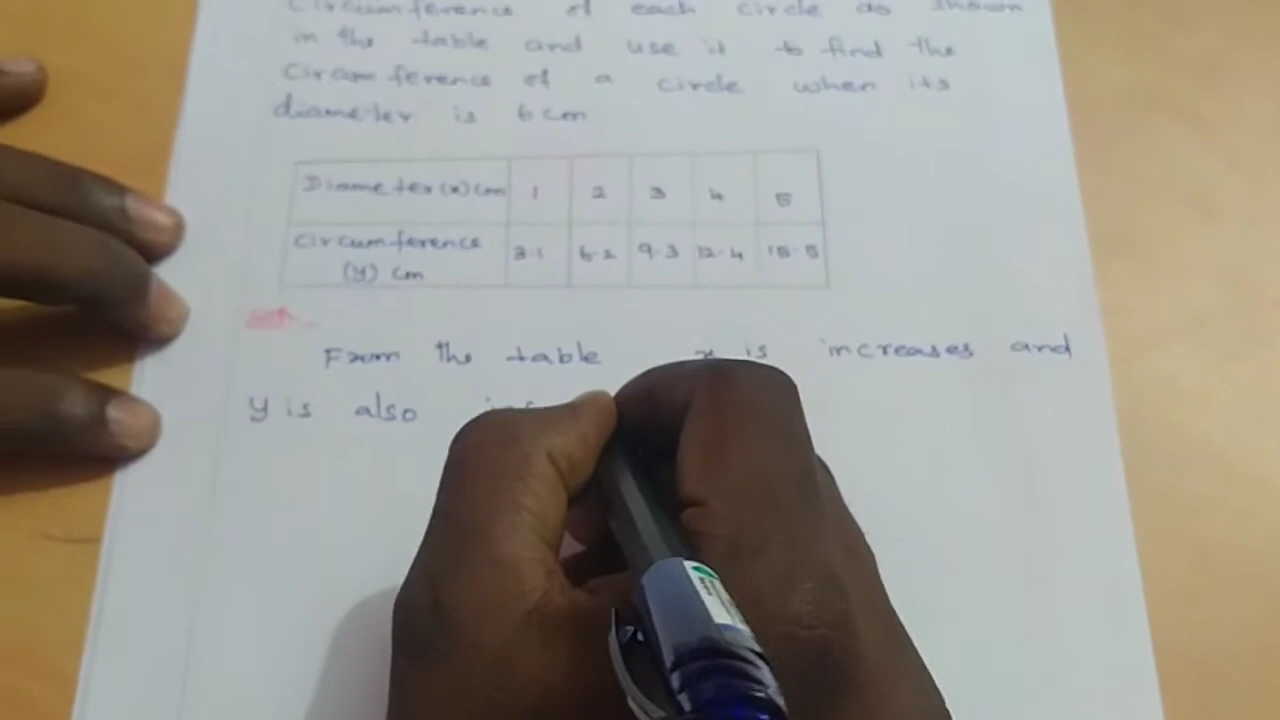 Circumference of each circle as shown
in the table and use it to find the
Circumference of a circle when its
diameter is 6 cm
Diameter (x) cm 1 2 3 4 5
Circumference (y) cm 3.1 6.2 9.3 12.4 15.5
Soln
From the table x is increases and
y is also